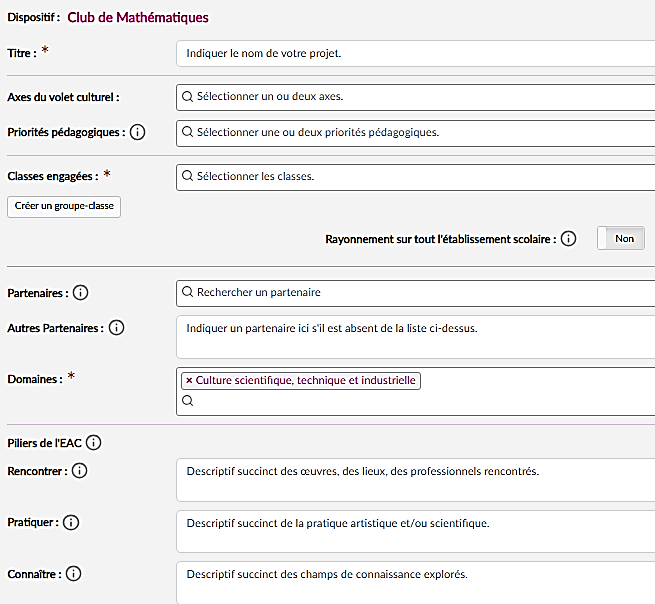 Dispositif : Club de Mathématiques
Titre : * Indiquer le nom de votre projet.
Axes du volet culturel : Sélectionner un ou deux axes.
Priorités pédagogiques : Sélectionner une ou deux priorités pédagogiques.
Classes engagées : * Sélectionner les classes.
Créer un groupe-classe
Rayonnement sur tout l'établissement scolaire : Non
Partenaires : Rechercher un partenaire
Autres Partenaires : Indiquer un partenaire ici s'il est absent de la liste ci-dessus.
Domaines : * × Culture scientifique, technique et industrielle
Piliers de l'EAC
Rencontrer : Descriptif succinct des œuvres, des lieux, des professionnels rencontrés.
Pratiquer : Descriptif succinct de la pratique artistique et/ou scientifique.
Connaître : Descriptif succinct des champs de connaissance explorés.